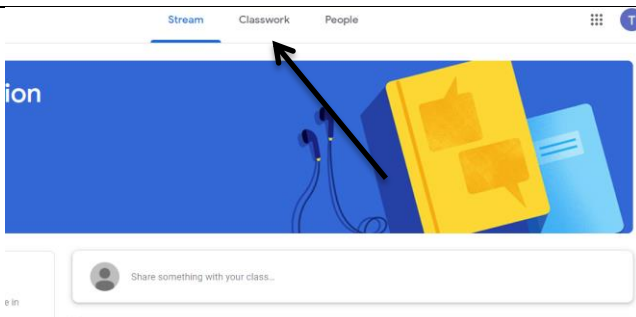 Stream Classwork People
T
ion
Share something with your class...
e in